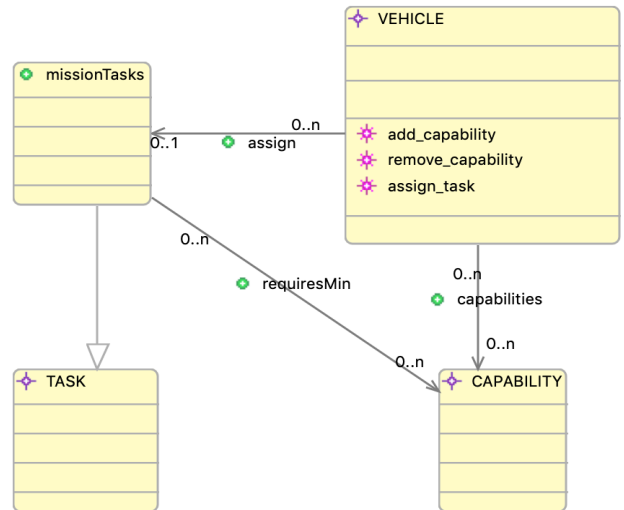 VEHICLE
missionTasks
0..n
0..1
assign
add_capability
remove_capability
assign_task
0..n
0..n
requiresMin
capabilities
0..n
0..n
TASK
CAPABILITY